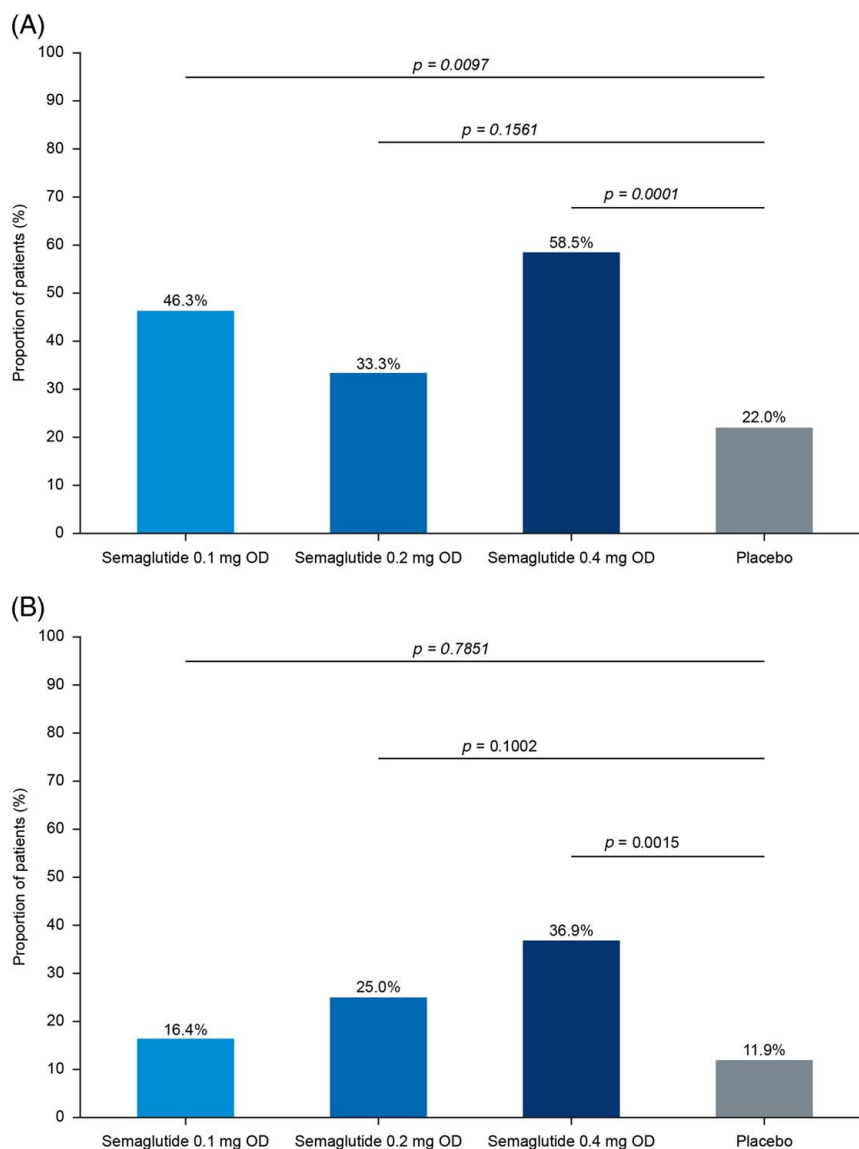 (A)
100
p = 0.0097
90
p = 0.1561
80
70
p = 0.0001
Proportion of patients (%)
60
58.5%
50
46.3%
40
33.3%
30
22.0%
20
10
0
Semaglutide 0.1 mg OD Semaglutide 0.2 mg OD Semaglutide 0.4 mg OD Placebo
(B)
100
p = 0.7851
90
80
p = 0.1002
70
60
p = 0.0015
Proportion of patients (%)
50
40
36.9%
30
25.0%
20
16.4%
11.9%
10
0
Semaglutide 0.1 mg OD Semaglutide 0.2 mg OD Semaglutide 0.4 mg OD Placebo